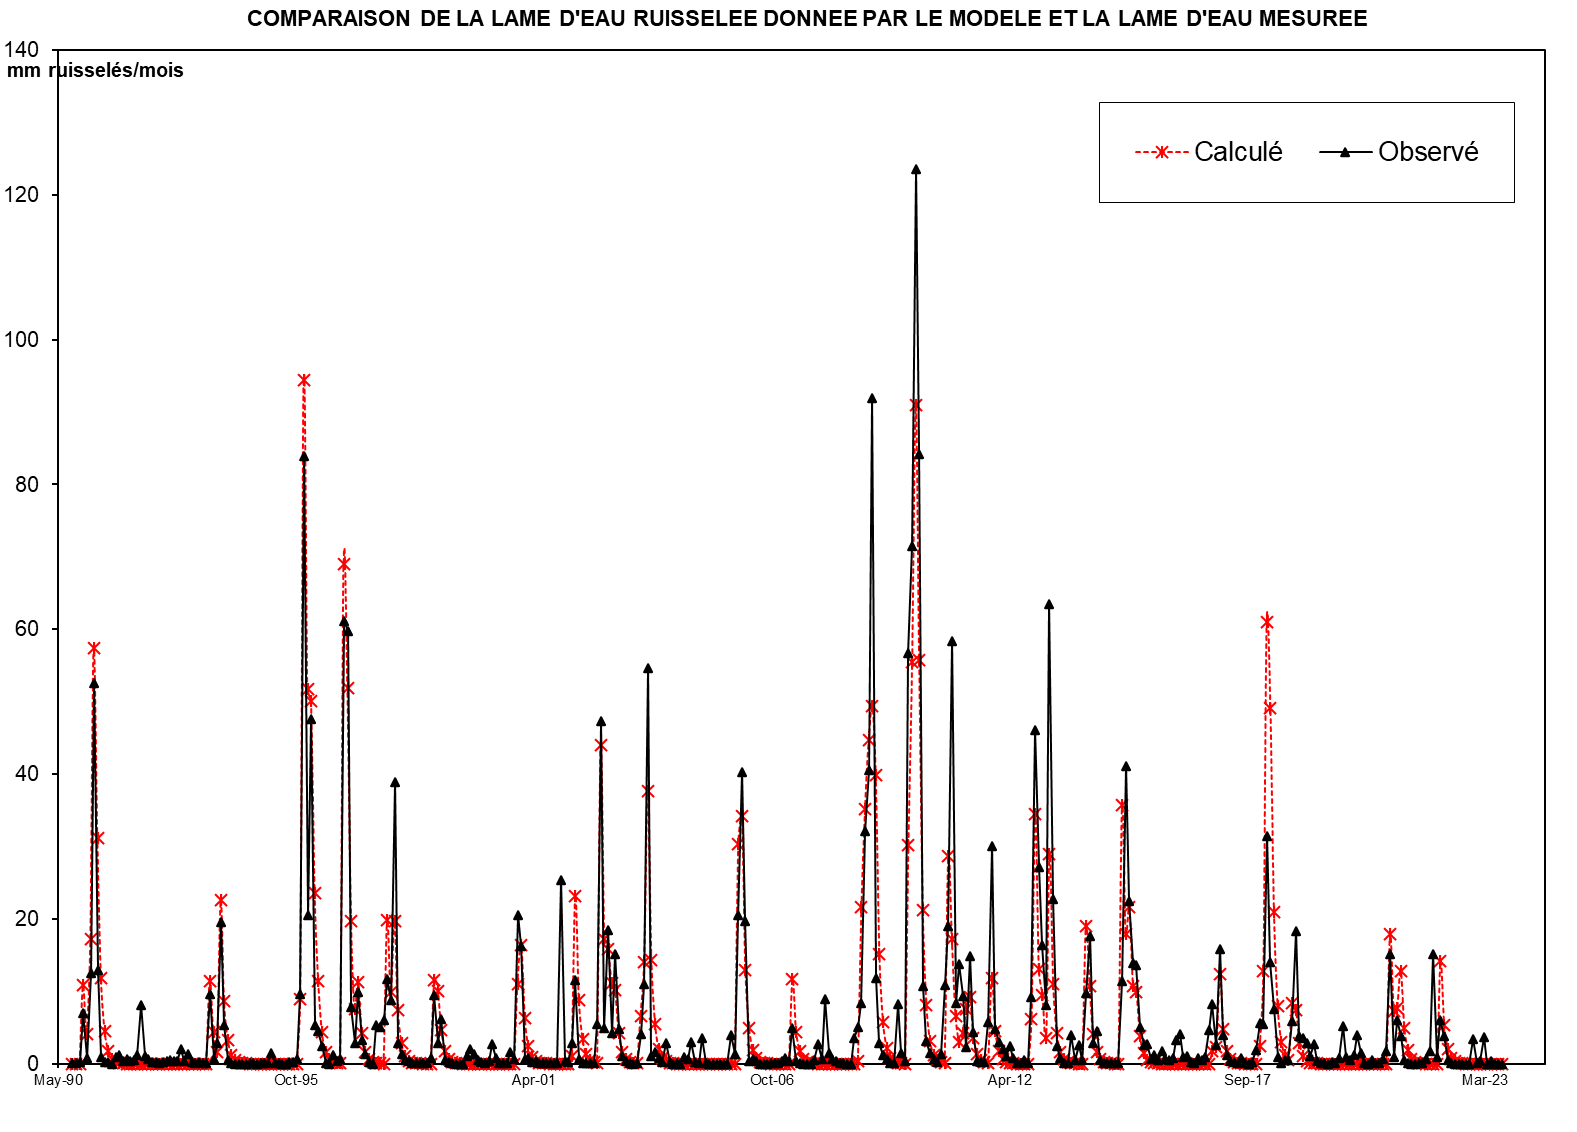 COMPARAISON DE LA LAME D'EAU RUISSELEE DONNEE PAR LE MODELE ET LA LAME D'EAU MESUREE
140
mm ruisselés/mois
Calculé Observé
120
100
80
60
40
20
0
May-90 Oct-95 Apr-01 Oct-06 Apr-12 Sep-17 Mar-23